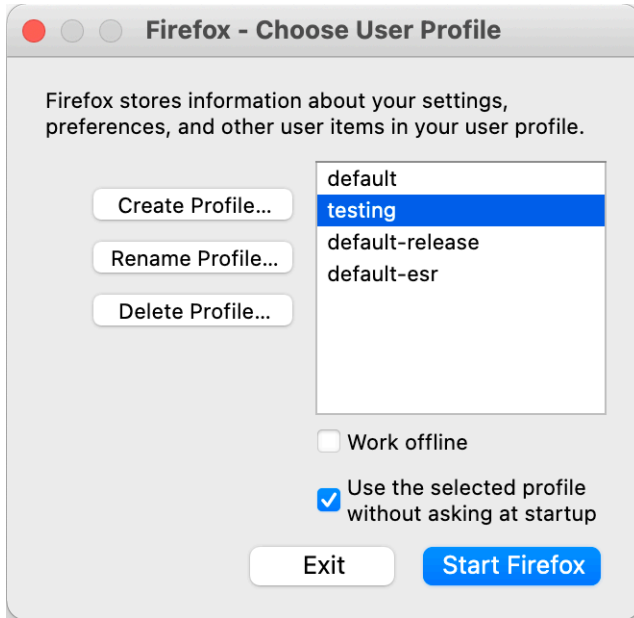 Firefox - Choose User Profile
Firefox stores information about your settings,
preferences, and other user items in your user profile.
Create Profile...
Rename Profile...
Delete Profile...
default
testing
default-release
default-esr
Work offline
Use the selected profile
without asking at startup
Exit
Start Firefox